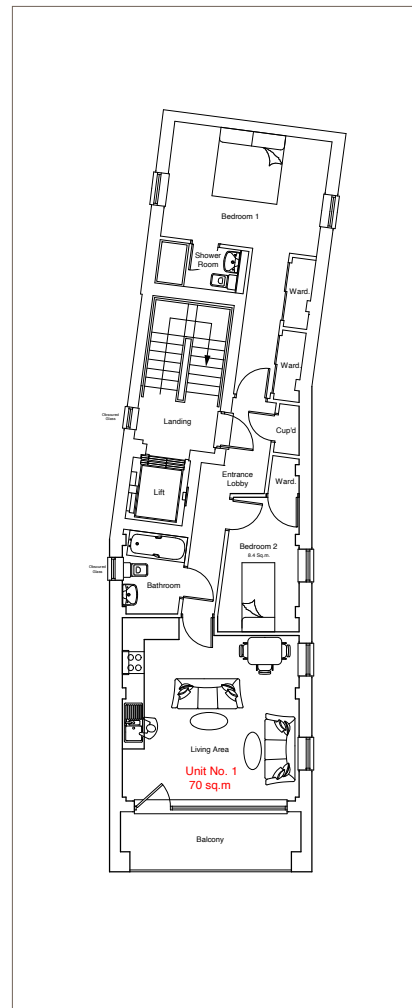 Bedroom 1
Shower
Room
Ward.
Ward.
Obscured
Glass
Landing
Cup'd
Entrance
Lobby
Ward.
Lift
Bedroom 2
8.4 Sq.m.
Obscured
Glass
Bathroom
Living Area
Unit No. 1
70 sq.m
Balcony